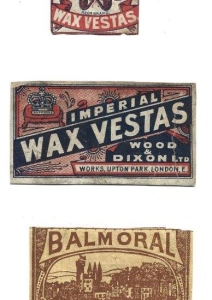 WAX VESTAS
IMPERIAL
WAX VESTAS
WOOD
&
DIXON LTD
WORKS, UPTON PARK, LONDON, E.
BALMORAL